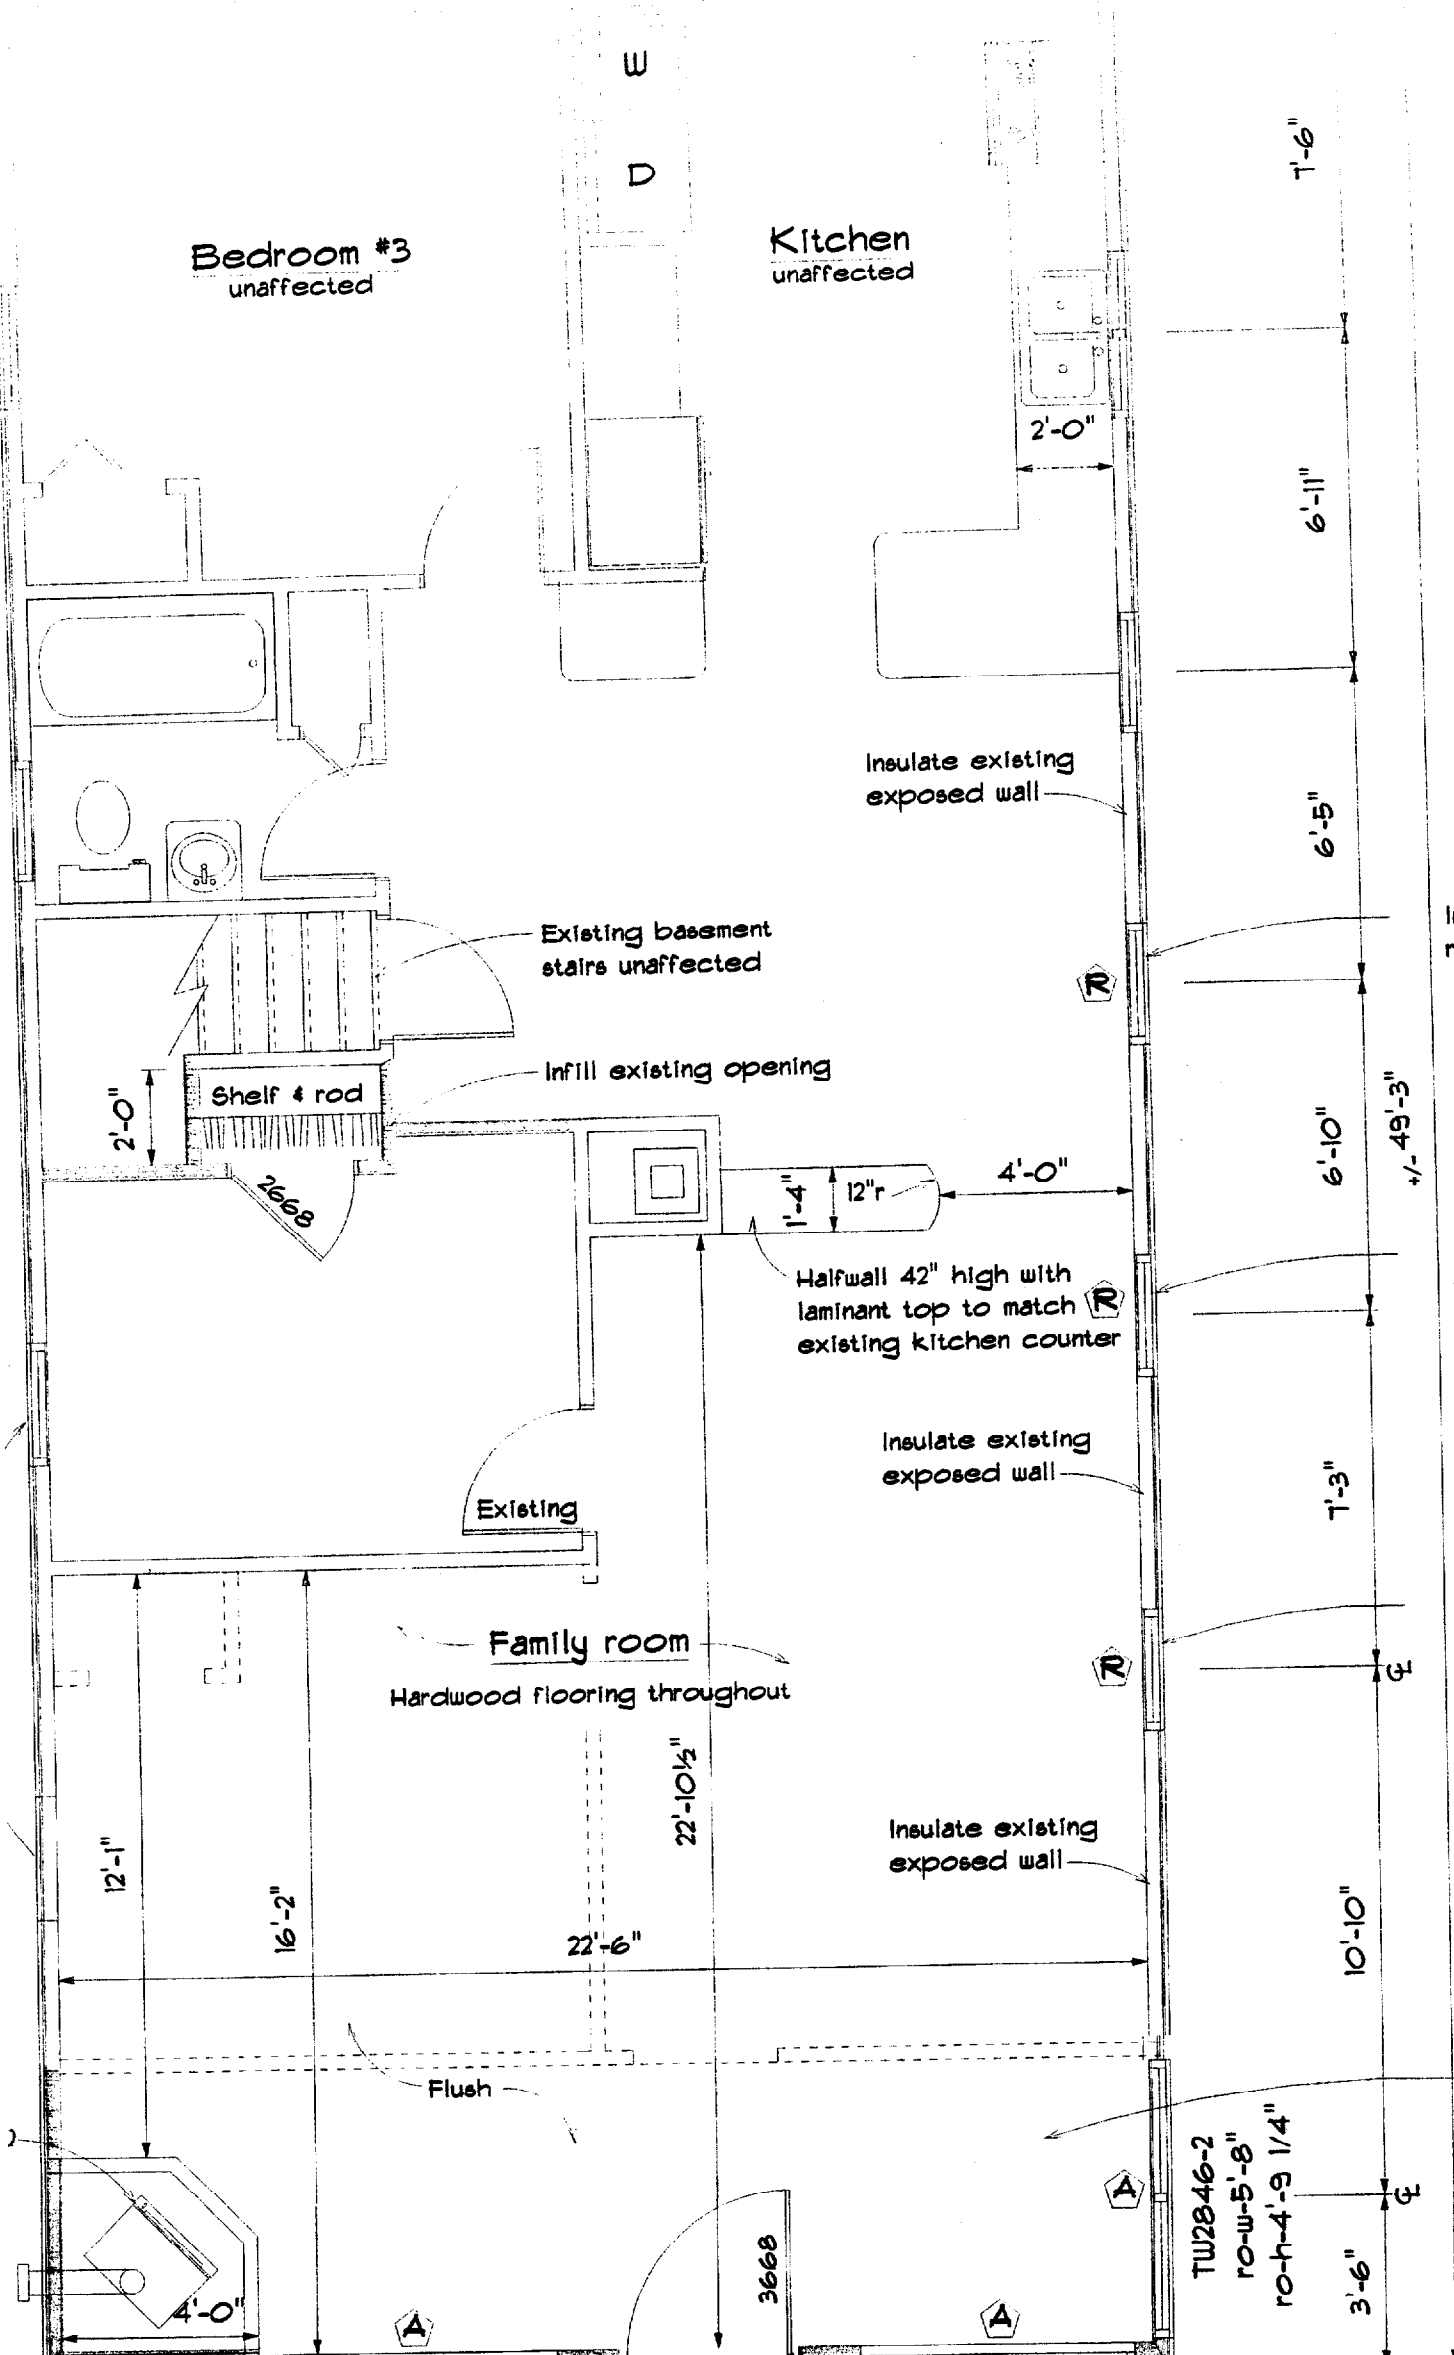 W
D
7'-6"
Bedroom #3
unaffected
Kitchen
unaffected
2'-0"
6'-11"
Insulate existing
exposed wall
6'-5"
Existing basement
stairs unaffected
R
Infill existing opening
Shelf & rod
2'-0"
2668
1'-4"
12"r
4'-0"
6'-10"
+/- 49'-3"
Halfwall 42" high with
laminant top to match
existing kitchen counter
R
Insulate existing
exposed wall
7'-3"
Existing
Family room
Hardwood flooring throughout
R
℄
22'-10½"
12'-1"
16'-2"
Insulate existing
exposed wall
22'-6"
10'-10"
Flush
A
TW2846-2
ro-w-5'-8"
ro-h-4'-9 1/4"
℄
3668
4'-0"
A
A
3'-6"